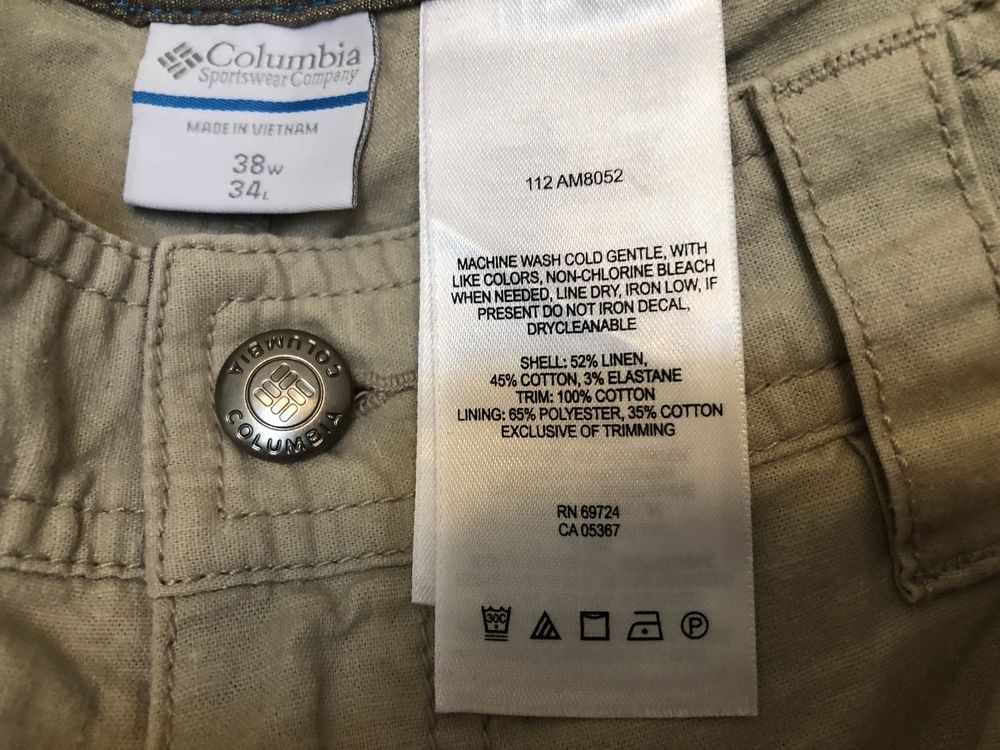 Columbia
Sportswear Company
MADE IN VIETNAM
38W
34L
COLUMBIA
COLUMBIA
112 AM8052
MACHINE WASH COLD GENTLE, WITH
LIKE COLORS, NON-CHLORINE BLEACH
WHEN NEEDED, LINE DRY, IRON LOW, IF
PRESENT DO NOT IRON DECAL,
DRYCLEANABLE
SHELL: 52% LINEN,
45% COTTON, 3% ELASTANE
TRIM: 100% COTTON
LINING: 65% POLYESTER, 35% COTTON
EXCLUSIVE OF TRIMMING
RN 69724
CA 05367
30C
P